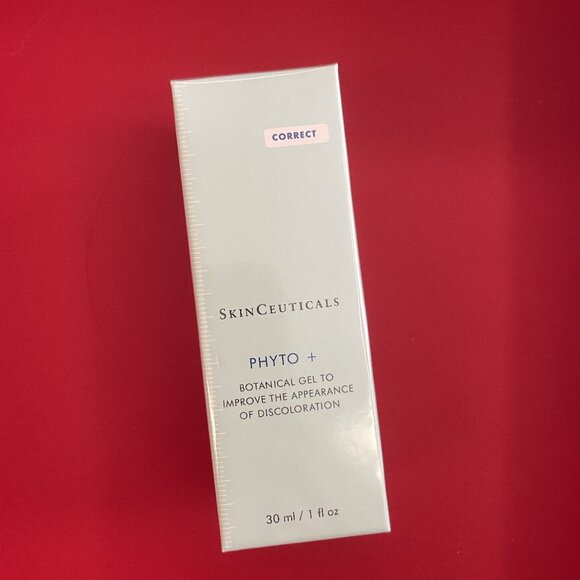 CORRECT
SKINCEUTICALS
PHYTO +
BOTANICAL GEL TO
IMPROVE THE APPEARANCE
OF DISCOLORATION
30 ml / 1 fl oz